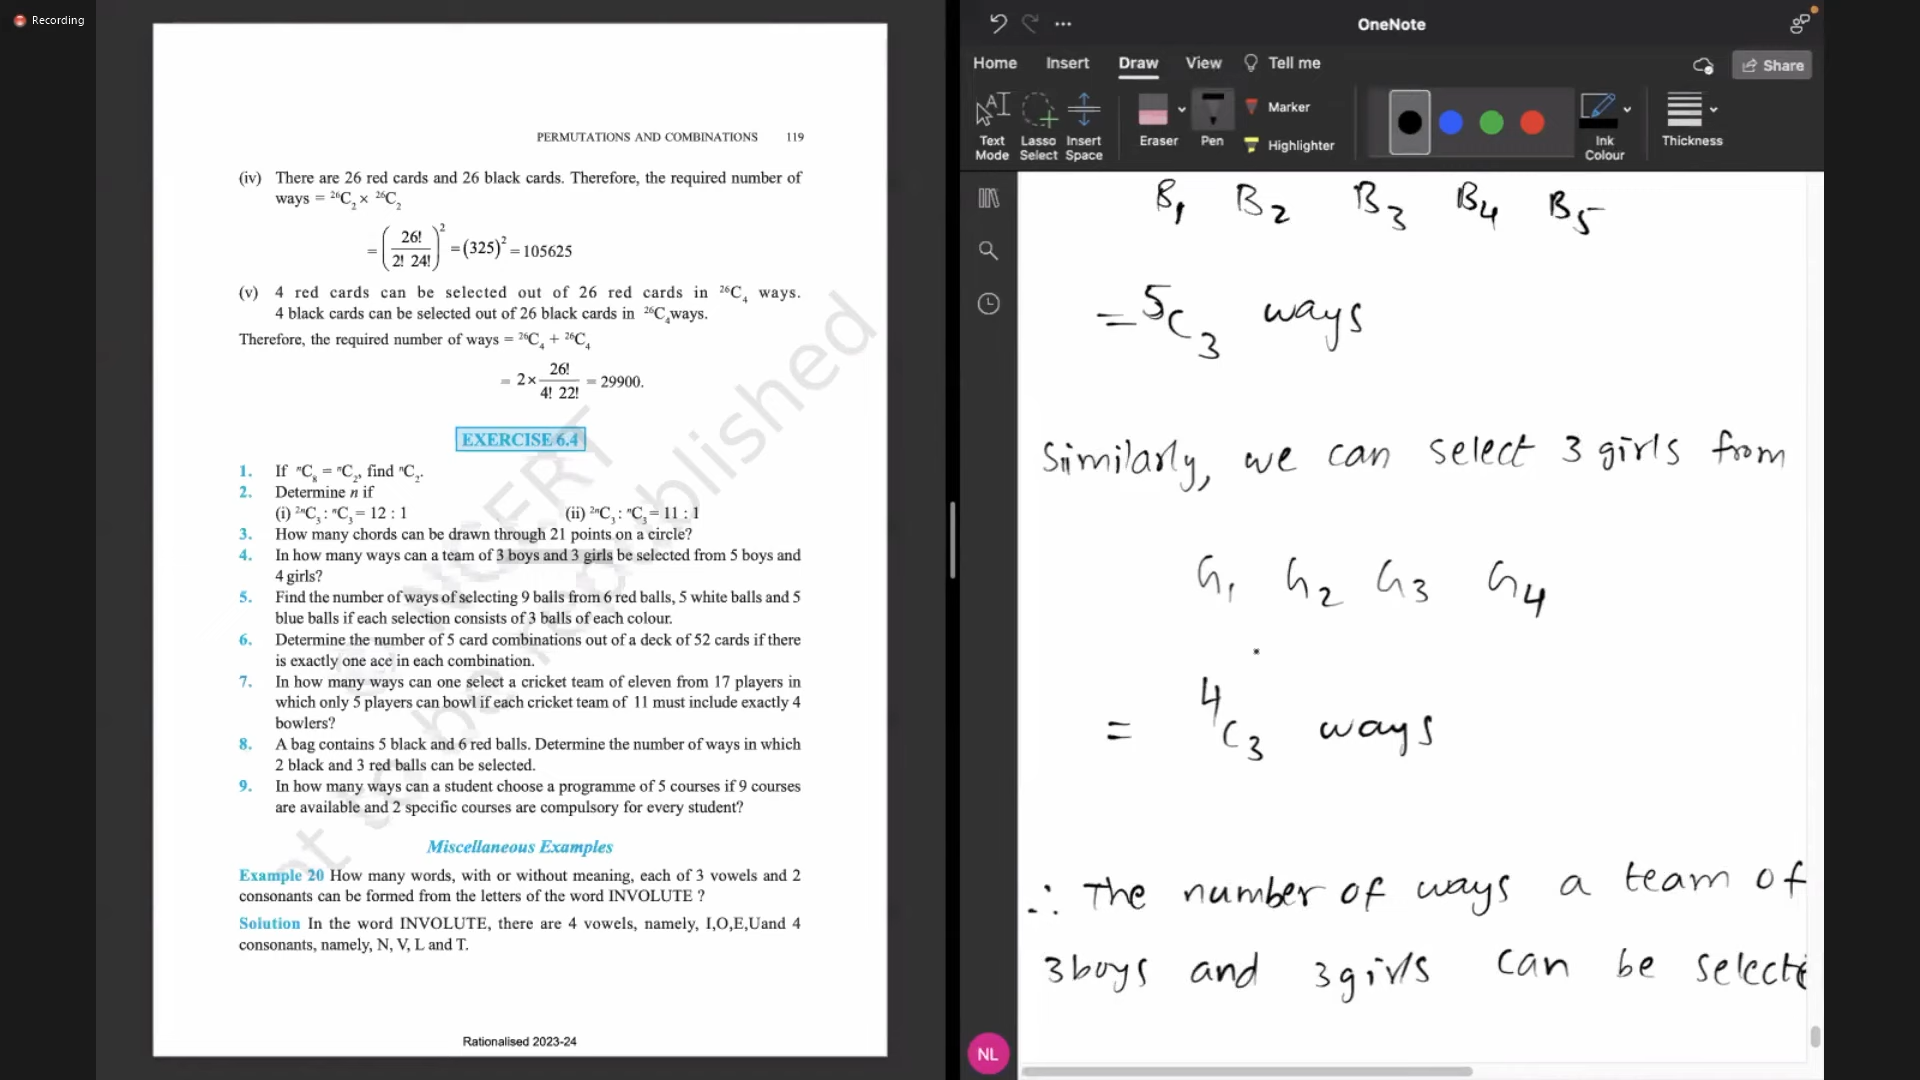 Recording
PERMUTATIONS AND COMBINATIONS 119
(iv) There are 26 red cards and 26 black cards. Therefore, the required number of
ways = ²⁶C₂ × ²⁶C₂
= (26! / 2! 24!)² = (325)² = 105625
(v) 4 red cards can be selected out of 26 red cards in ²⁶C₄ ways.
4 black cards can be selected out of 26 black cards in ²⁶C₄ways.
Therefore, the required number of ways = ²⁶C₄ + ²⁶C₄
= 2× 26! / 4! 22! = 29900.
EXERCISE 6.4
1. If ⁿC₈ = ⁿC₂, find ⁿC₂.
2. Determine n if
(i) ²ⁿC₃ : ⁿC₃ = 12 : 1 (ii) ²ⁿC₃ : ⁿC₃ = 11 : 1
3. How many chords can be drawn through 21 points on a circle?
4. In how many ways can a team of 3 boys and 3 girls be selected from 5 boys and
4 girls?
5. Find the number of ways of selecting 9 balls from 6 red balls, 5 white balls and 5
blue balls if each selection consists of 3 balls of each colour.
6. Determine the number of 5 card combinations out of a deck of 52 cards if there
is exactly one ace in each combination.
7. In how many ways can one select a cricket team of eleven from 17 players in
which only 5 players can bowl if each cricket team of 11 must include exactly 4
bowlers?
8. A bag contains 5 black and 6 red balls. Determine the number of ways in which
2 black and 3 red balls can be selected.
9. In how many ways can a student choose a programme of 5 courses if 9 courses
are available and 2 specific courses are compulsory for every student?
Miscellaneous Examples
Example 20 How many words, with or without meaning, each of 3 vowels and 2
consonants can be formed from the letters of the word INVOLUTE ?
Solution In the word INVOLUTE, there are 4 vowels, namely, I,O,E,Uand 4
consonants, namely, N, V, L and T.
Rationalised 2023-24
© NCERT
not to be republished
OneNote
Home Insert Draw View Tell me
Share
Text Mode
Lasso Select
Insert Space
Eraser
Pen
Marker
Highlighter
Ink Colour
Thickness
B₁ B₂ B₃ B₄ B₅
= ⁵C₃ ways
Similarly, we can select 3 girls from
G₁ G₂ G₃ G₄
= ⁴C₃ ways
∴ The number of ways a team of
3 boys and 3 girls can be selecte
NL